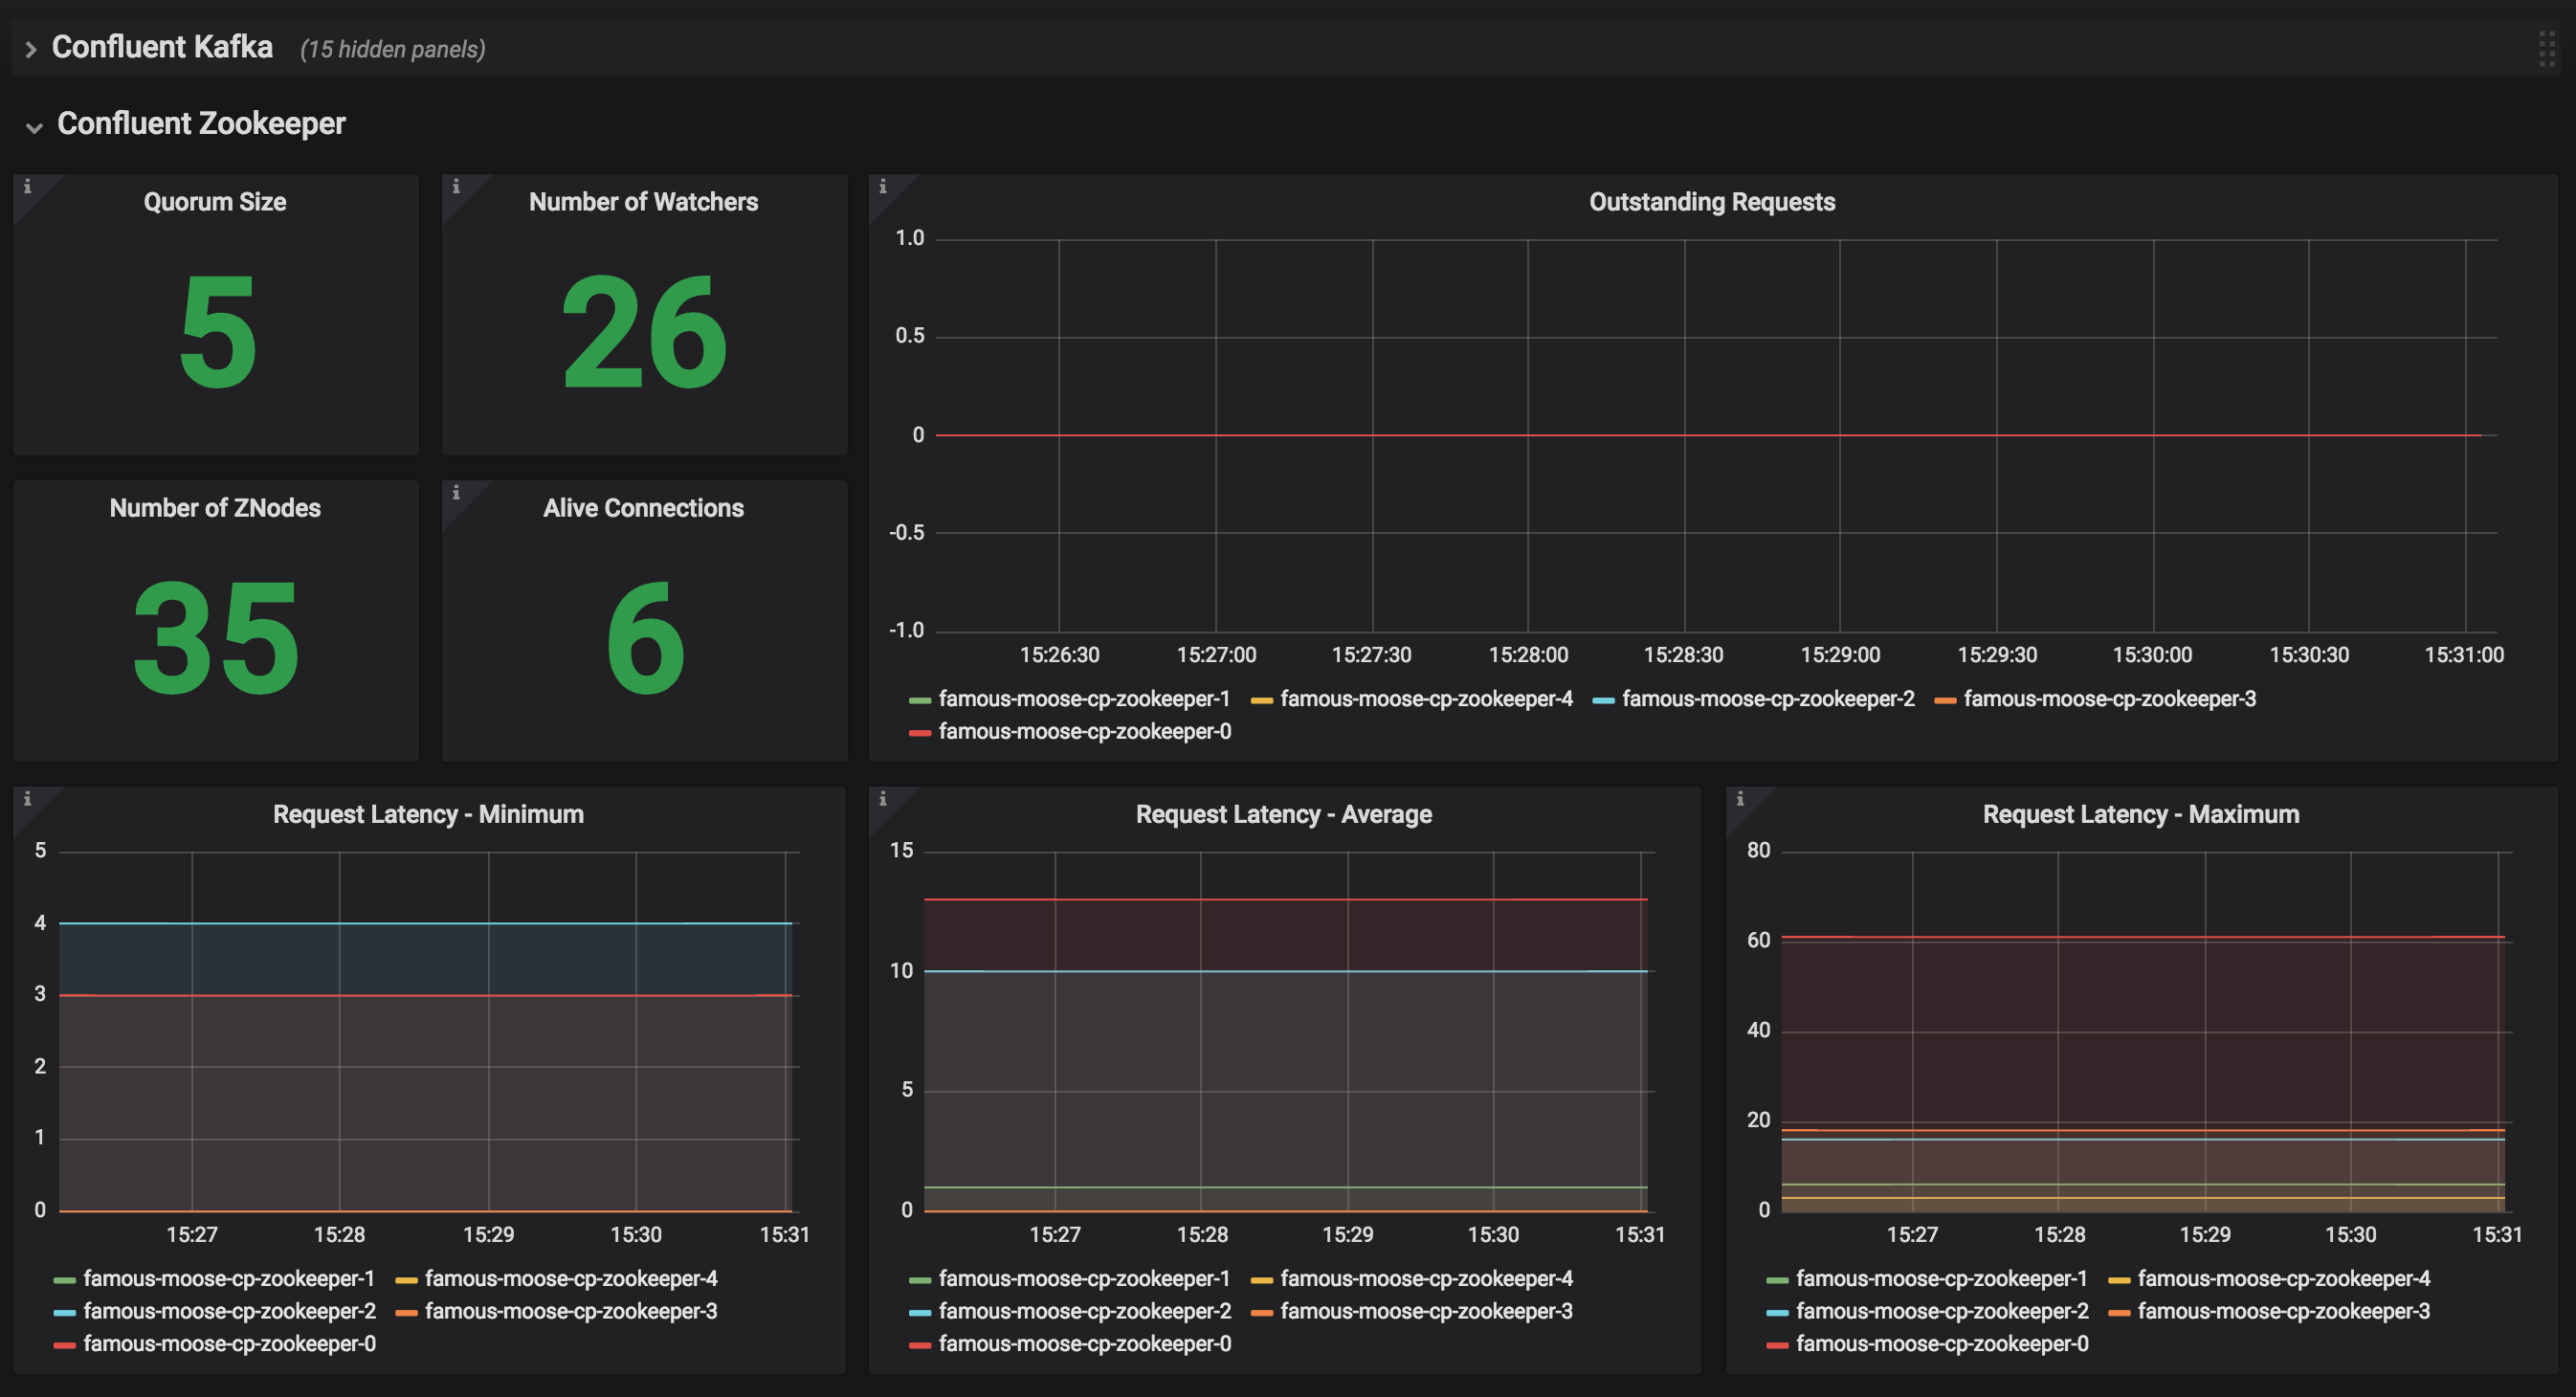 Confluent Kafka (15 hidden panels)
Confluent Zookeeper
i
Quorum Size
5
i
Number of Watchers
26
Number of ZNodes
35
i
Alive Connections
6
i
Outstanding Requests
1.0
0.5
0
-0.5
-1.0
15:26:30 15:27:00 15:27:30 15:28:00 15:28:30 15:29:00 15:29:30 15:30:00 15:30:30 15:31:00
famous-moose-cp-zookeeper-1 famous-moose-cp-zookeeper-4 famous-moose-cp-zookeeper-2 famous-moose-cp-zookeeper-3
famous-moose-cp-zookeeper-0
i
Request Latency - Minimum
5
4
3
2
1
0
15:27 15:28 15:29 15:30 15:31
famous-moose-cp-zookeeper-1 famous-moose-cp-zookeeper-4
famous-moose-cp-zookeeper-2 famous-moose-cp-zookeeper-3
famous-moose-cp-zookeeper-0
i
Request Latency - Average
15
10
5
0
15:27 15:28 15:29 15:30 15:31
famous-moose-cp-zookeeper-1 famous-moose-cp-zookeeper-4
famous-moose-cp-zookeeper-2 famous-moose-cp-zookeeper-3
famous-moose-cp-zookeeper-0
i
Request Latency - Maximum
80
60
40
20
0
15:27 15:28 15:29 15:30 15:31
famous-moose-cp-zookeeper-1 famous-moose-cp-zookeeper-4
famous-moose-cp-zookeeper-2 famous-moose-cp-zookeeper-3
famous-moose-cp-zookeeper-0